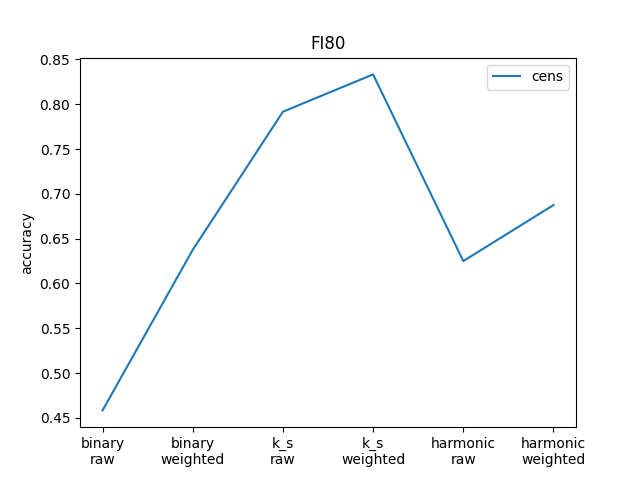 FI80
cens
accuracy
0.85
0.80
0.75
0.70
0.65
0.60
0.55
0.50
0.45
binary
raw
binary
weighted
k_s
raw
k_s
weighted
harmonic
raw
harmonic
weighted